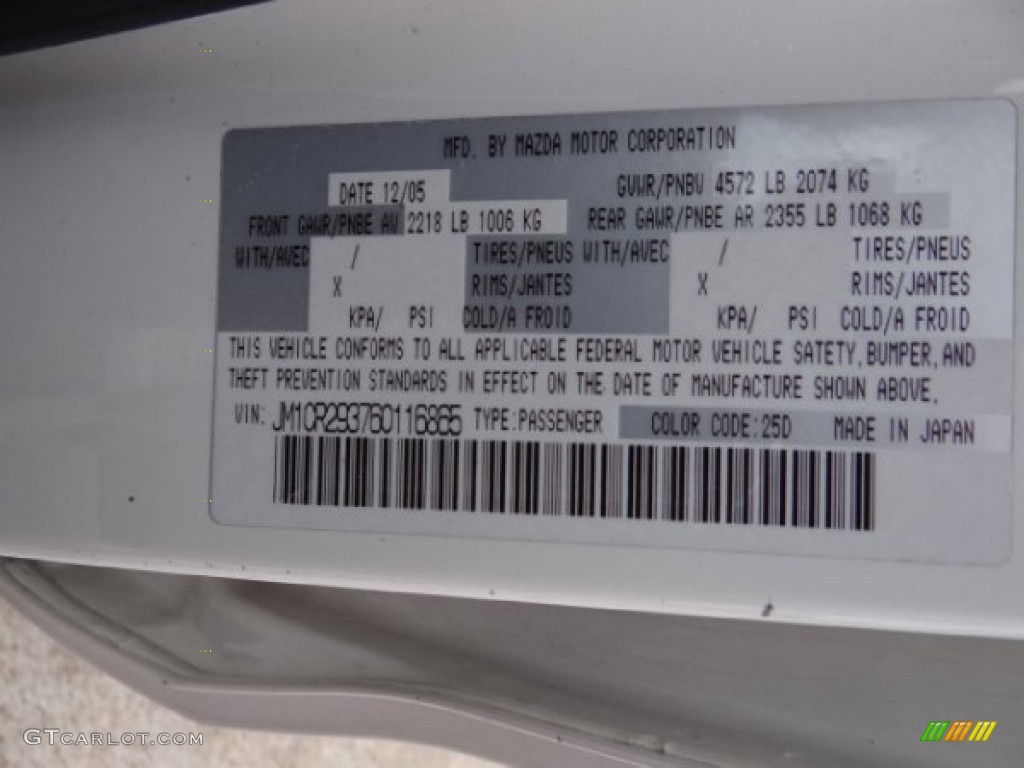 MFD. BY MAZDA MOTOR CORPORATION
DATE 12/05 GVWR/PNBV 4572 LB 2074 KG
FRONT GAWR/PNBE AV 2218 LB 1006 KG REAR GAWR/PNBE AR 2355 LB 1068 KG
WITH/AVEC / TIRES/PNEUS WITH/AVEC / TIRES/PNEUS
X RIMS/JANTES X RIMS/JANTES
KPA/ PSI COLD/A FROID KPA/ PSI COLD/A FROID
THIS VEHICLE CONFORMS TO ALL APPLICABLE FEDERAL MOTOR VEHICLE SATETY, BUMPER, AND
THEFT PREVENTION STANDARDS IN EFFECT ON THE DATE OF MANUFACTURE SHOWN ABOVE.
VIN: JM1CR293760116865 TYPE:PASSENGER COLOR CODE:25D MADE IN JAPAN
GTCARLOT.COM